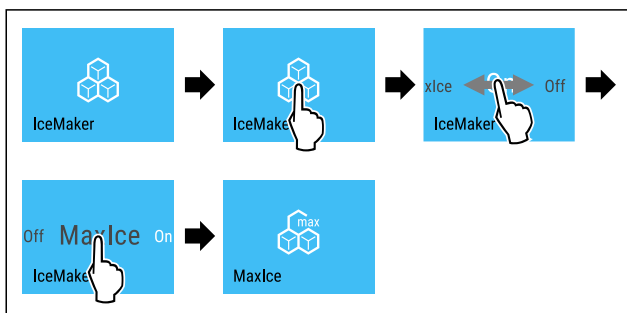 IceMaker
IceMake
xIce Off
IceMaker
Off MaxIce On
IceMake
max
MaxIce